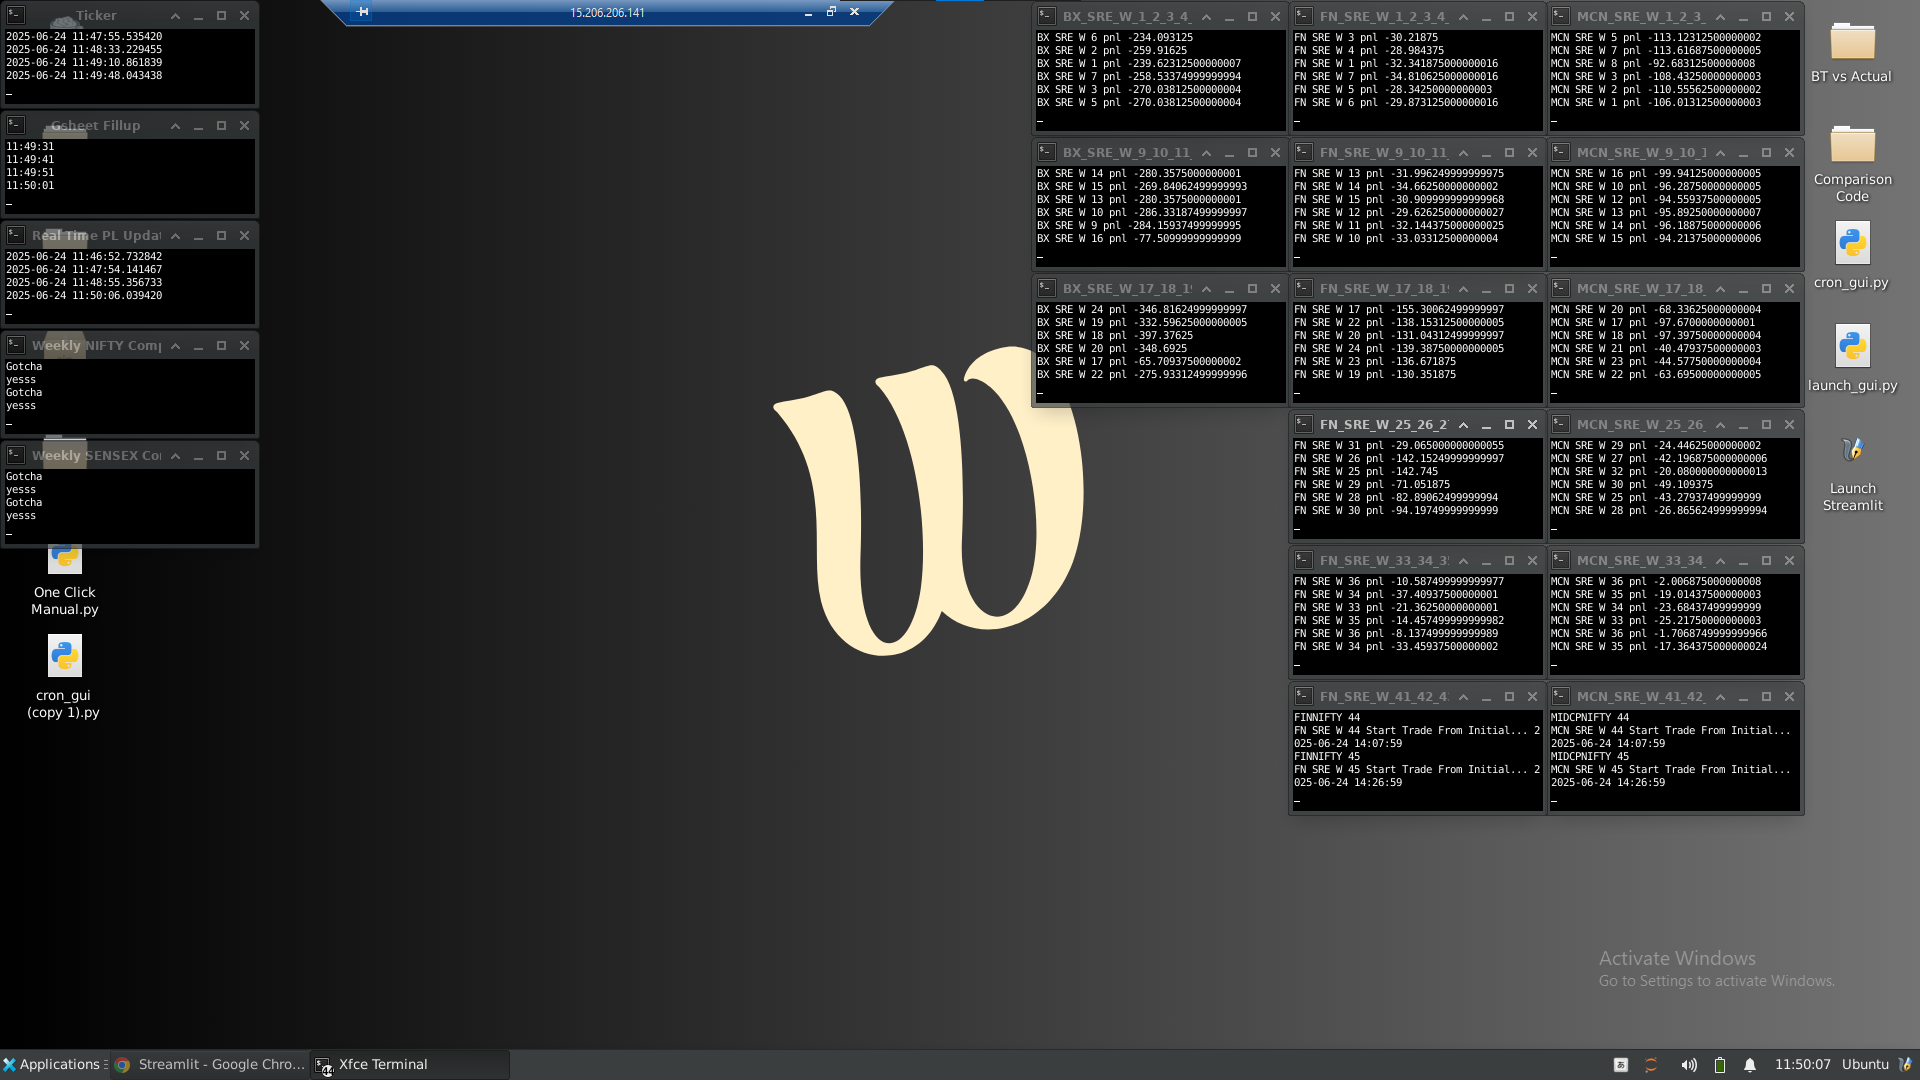 Ticker
2025-06-24 11:47:55.535420
2025-06-24 11:48:33.229455
2025-06-24 11:49:10.861839
2025-06-24 11:49:48.043438
Gsheet Fillup
11:49:31
11:49:41
11:49:51
11:50:01
Real Time PL Updat
2025-06-24 11:46:52.732842
2025-06-24 11:47:54.141467
2025-06-24 11:48:55.356733
2025-06-24 11:50:06.039420
Weekly NIFTY Comp
Gotcha
yesss
Gotcha
yesss
Weekly SENSEX Co
Gotcha
yesss
Gotcha
yesss
One Click
Manual.py
cron_gui
(copy 1).py
15.206.206.141
BX_SRE_W_1_2_3_4_
BX SRE W 6 pnl -234.093125
BX SRE W 2 pnl -259.91625
BX SRE W 1 pnl -239.62312500000007
BX SRE W 7 pnl -258.53374999999994
BX SRE W 3 pnl -270.03812500000004
BX SRE W 5 pnl -270.03812500000004
FN_SRE_W_1_2_3_4_
FN SRE W 3 pnl -30.21875
FN SRE W 4 pnl -28.984375
FN SRE W 1 pnl -32.341875000000016
FN SRE W 7 pnl -34.810625000000016
FN SRE W 5 pnl -28.34250000000003
FN SRE W 6 pnl -29.873125000000016
MCN_SRE_W_1_2_3_
MCN SRE W 5 pnl -113.12312500000002
MCN SRE W 7 pnl -113.61687500000005
MCN SRE W 8 pnl -92.68312500000008
MCN SRE W 3 pnl -108.43250000000003
MCN SRE W 2 pnl -110.55562500000002
MCN SRE W 1 pnl -106.01312500000003
BX_SRE_W_9_10_11_
BX SRE W 14 pnl -280.3575000000001
BX SRE W 15 pnl -269.84062499999993
BX SRE W 13 pnl -280.3575000000001
BX SRE W 10 pnl -286.33187499999997
BX SRE W 9 pnl -284.15937499999995
BX SRE W 16 pnl -77.50999999999999
FN_SRE_W_9_10_11_
FN SRE W 13 pnl -31.996249999999975
FN SRE W 14 pnl -34.66250000000002
FN SRE W 15 pnl -30.909999999999968
FN SRE W 12 pnl -29.626250000000027
FN SRE W 11 pnl -32.144375000000025
FN SRE W 10 pnl -33.03312500000004
MCN_SRE_W_9_10_1
MCN SRE W 16 pnl -99.94125000000005
MCN SRE W 10 pnl -96.28750000000005
MCN SRE W 12 pnl -94.55937500000005
MCN SRE W 13 pnl -95.89250000000007
MCN SRE W 14 pnl -96.18875000000006
MCN SRE W 15 pnl -94.21375000000006
BX_SRE_W_17_18_1
BX SRE W 24 pnl -346.81624999999997
BX SRE W 19 pnl -332.59625000000005
BX SRE W 18 pnl -397.37625
BX SRE W 20 pnl -348.6925
BX SRE W 17 pnl -65.70937500000002
BX SRE W 22 pnl -275.93312499999996
FN_SRE_W_17_18_1
FN SRE W 17 pnl -155.30062499999997
FN SRE W 22 pnl -138.15312500000005
FN SRE W 20 pnl -131.04312499999997
FN SRE W 24 pnl -139.38750000000005
FN SRE W 23 pnl -136.671875
FN SRE W 19 pnl -130.351875
MCN_SRE_W_17_18_
MCN SRE W 20 pnl -68.33625000000004
MCN SRE W 17 pnl -97.6700000000001
MCN SRE W 18 pnl -97.39750000000004
MCN SRE W 21 pnl -40.47937500000003
MCN SRE W 23 pnl -44.57750000000004
MCN SRE W 22 pnl -63.69500000000005
FN_SRE_W_25_26_2
FN SRE W 31 pnl -29.065000000000055
FN SRE W 26 pnl -142.15249999999997
FN SRE W 25 pnl -142.745
FN SRE W 29 pnl -71.051875
FN SRE W 28 pnl -82.89062499999994
FN SRE W 30 pnl -94.19749999999999
MCN_SRE_W_25_26_
MCN SRE W 29 pnl -24.44625000000002
MCN SRE W 27 pnl -42.196875000000006
MCN SRE W 32 pnl -20.080000000000013
MCN SRE W 30 pnl -49.109375
MCN SRE W 25 pnl -43.27937499999999
MCN SRE W 28 pnl -26.865624999999994
FN_SRE_W_33_34_3
FN SRE W 36 pnl -10.587499999999977
FN SRE W 34 pnl -37.40937500000001
FN SRE W 33 pnl -21.36250000000001
FN SRE W 35 pnl -14.457499999999982
FN SRE W 36 pnl -8.137499999999989
FN SRE W 34 pnl -33.45937500000002
MCN_SRE_W_33_34_
MCN SRE W 36 pnl -2.006875000000008
MCN SRE W 35 pnl -19.01437500000003
MCN SRE W 34 pnl -23.68437499999999
MCN SRE W 33 pnl -25.21750000000003
MCN SRE W 36 pnl -1.7068749999999966
MCN SRE W 35 pnl -17.364375000000024
FN_SRE_W_41_42_4
FINNIFTY 44
FN SRE W 44 Start Trade From Initial... 2
025-06-24 14:07:59
FINNIFTY 45
FN SRE W 45 Start Trade From Initial... 2
025-06-24 14:26:59
MCN_SRE_W_41_42_
MIDCPNIFTY 44
MCN SRE W 44 Start Trade From Initial...
2025-06-24 14:07:59
MIDCPNIFTY 45
MCN SRE W 45 Start Trade From Initial...
2025-06-24 14:26:59
BT vs Actual
Comparison
Code
cron_gui.py
launch_gui.py
Launch
Streamlit
Activate Windows
Go to Settings to activate Windows.
Applications
Streamlit - Google Chro...
Xfce Terminal
11:50:07
Ubuntu